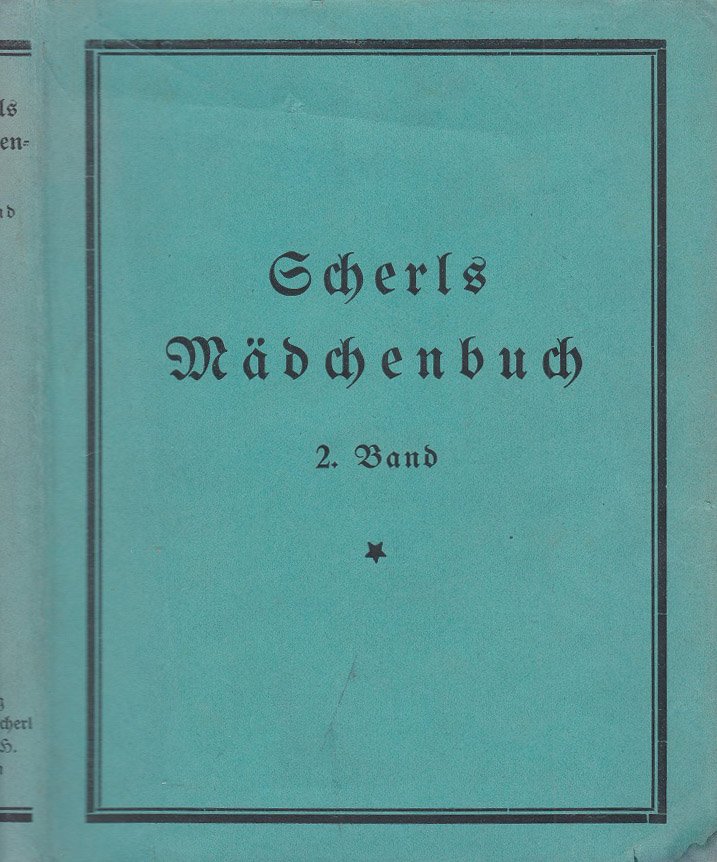 Scherls
Mädchenbuch
2. Band